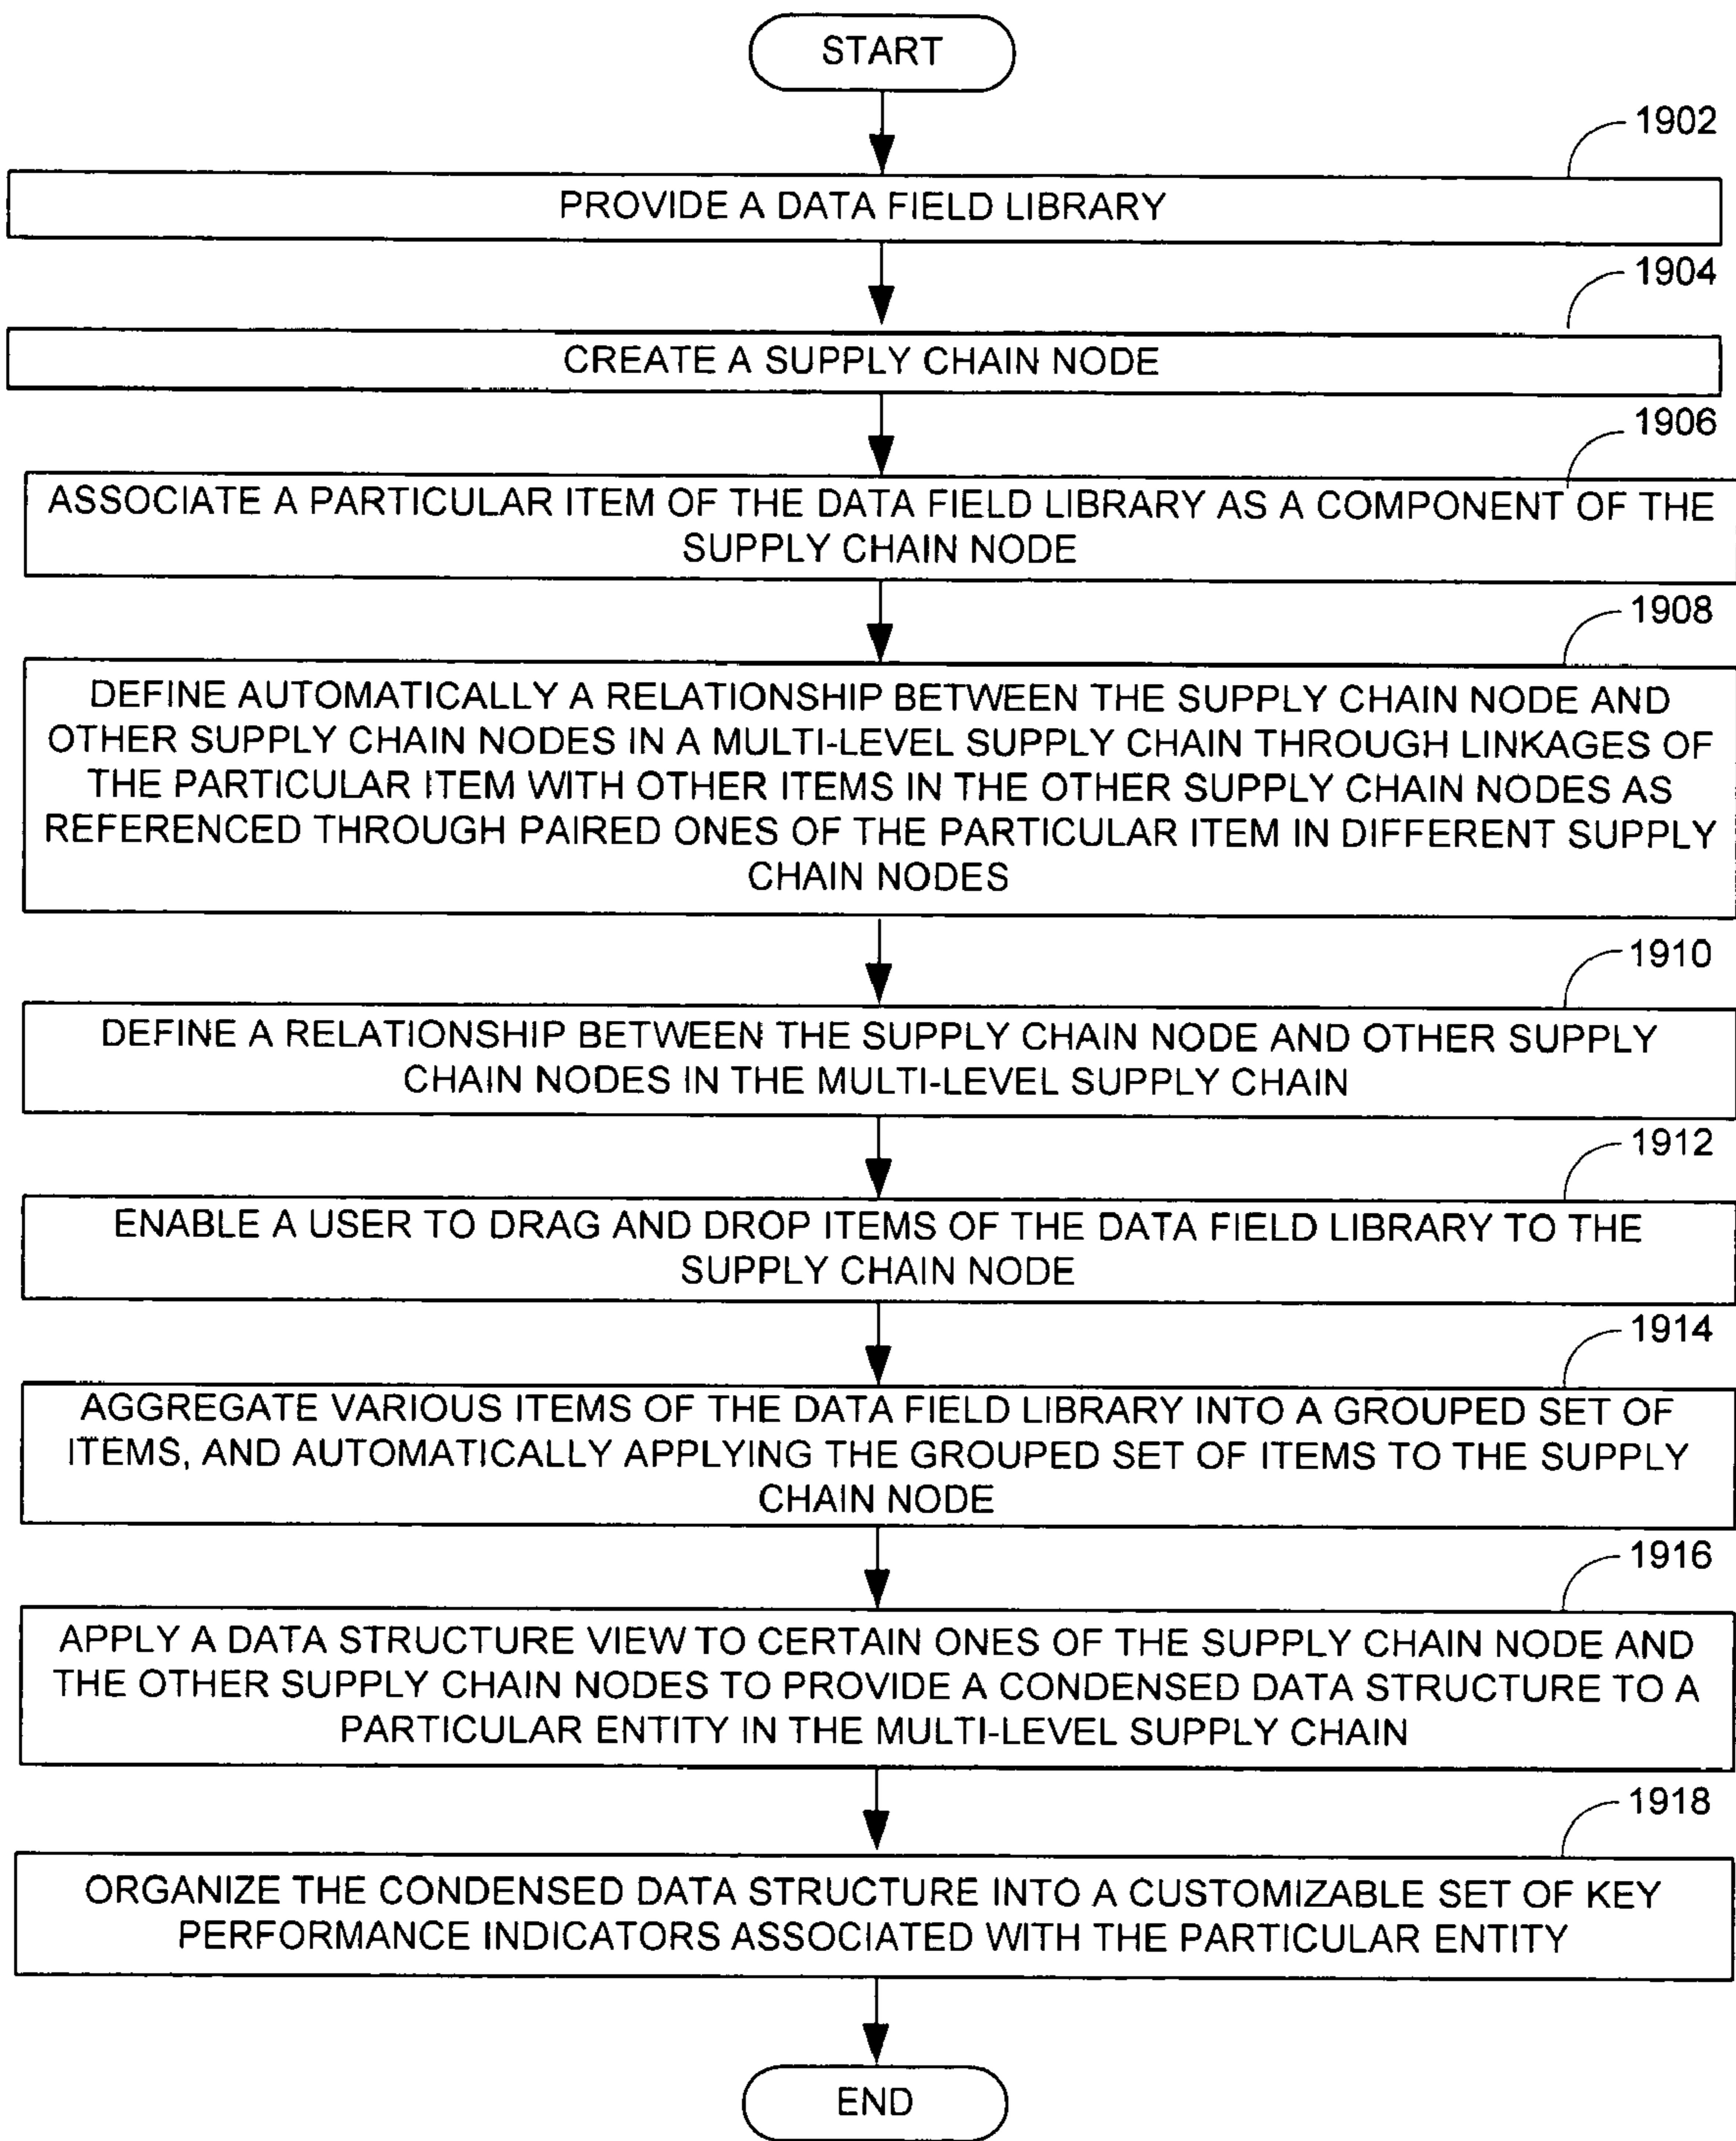 START
1902
PROVIDE A DATA FIELD LIBRARY
1904
CREATE A SUPPLY CHAIN NODE
1906
ASSOCIATE A PARTICULAR ITEM OF THE DATA FIELD LIBRARY AS A COMPONENT OF THE
SUPPLY CHAIN NODE
1908
DEFINE AUTOMATICALLY A RELATIONSHIP BETWEEN THE SUPPLY CHAIN NODE AND
OTHER SUPPLY CHAIN NODES IN A MULTI-LEVEL SUPPLY CHAIN THROUGH LINKAGES OF
THE PARTICULAR ITEM WITH OTHER ITEMS IN THE OTHER SUPPLY CHAIN NODES AS
REFERENCED THROUGH PAIRED ONES OF THE PARTICULAR ITEM IN DIFFERENT SUPPLY
CHAIN NODES
1910
DEFINE A RELATIONSHIP BETWEEN THE SUPPLY CHAIN NODE AND OTHER SUPPLY
CHAIN NODES IN THE MULTI-LEVEL SUPPLY CHAIN
1912
ENABLE A USER TO DRAG AND DROP ITEMS OF THE DATA FIELD LIBRARY TO THE
SUPPLY CHAIN NODE
1914
AGGREGATE VARIOUS ITEMS OF THE DATA FIELD LIBRARY INTO A GROUPED SET OF
ITEMS, AND AUTOMATICALLY APPLYING THE GROUPED SET OF ITEMS TO THE SUPPLY
CHAIN NODE
1916
APPLY A DATA STRUCTURE VIEW TO CERTAIN ONES OF THE SUPPLY CHAIN NODE AND
THE OTHER SUPPLY CHAIN NODES TO PROVIDE A CONDENSED DATA STRUCTURE TO A
PARTICULAR ENTITY IN THE MULTI-LEVEL SUPPLY CHAIN
1918
ORGANIZE THE CONDENSED DATA STRUCTURE INTO A CUSTOMIZABLE SET OF KEY
PERFORMANCE INDICATORS ASSOCIATED WITH THE PARTICULAR ENTITY
END